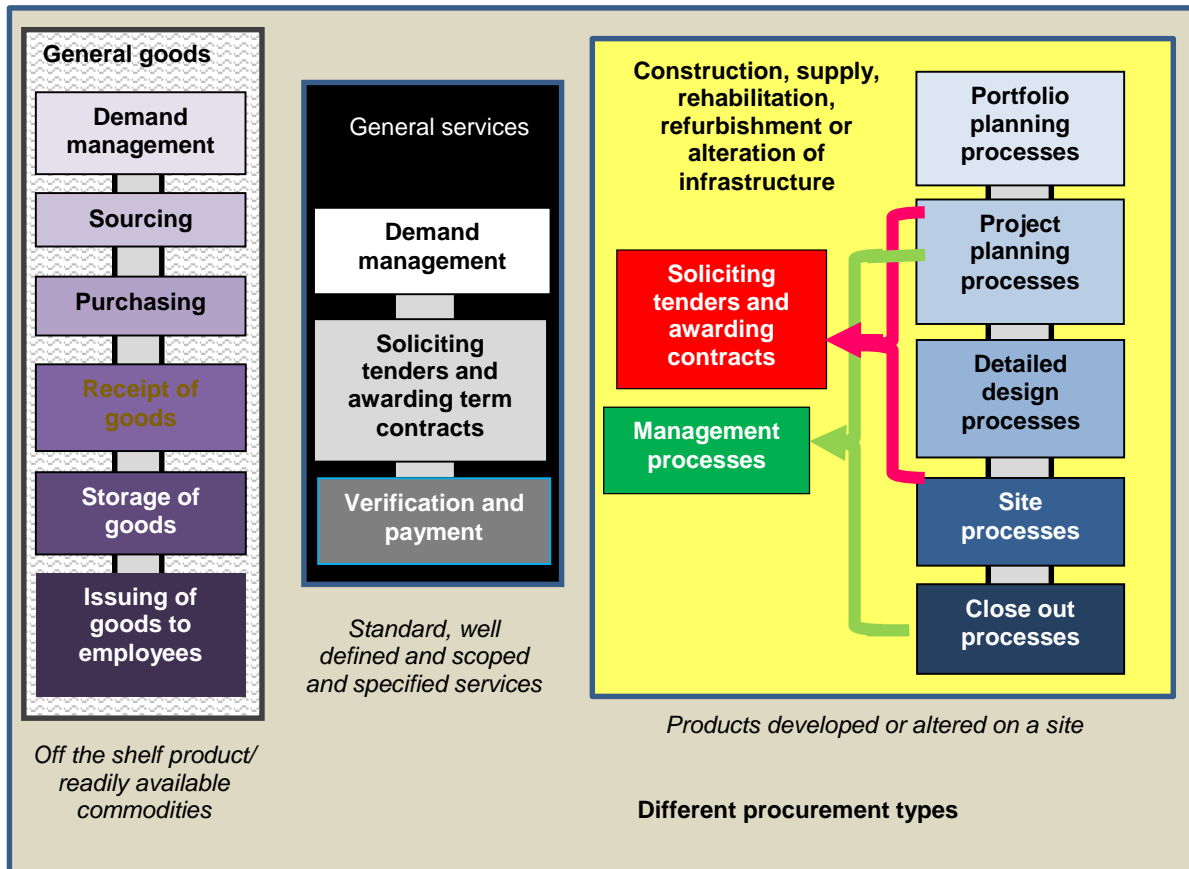 General goods
Demand
management
Sourcing
Purchasing
Receipt of
goods
Storage of
goods
Issuing of
goods to
employees
Off the shelf product/
readily available
commodities
General services
Demand
management
Soliciting
tenders and
awarding term
contracts
Verification and
payment
Standard, well
defined and scoped
and specified services
Construction, supply,
rehabilitation,
refurbishment or
alteration of
infrastructure
Soliciting
tenders and
awarding
contracts
Management
processes
Portfolio
planning
processes
Project
planning
processes
Detailed
design
processes
Site
processes
Close out
processes
Products developed or altered on a site
Different procurement types